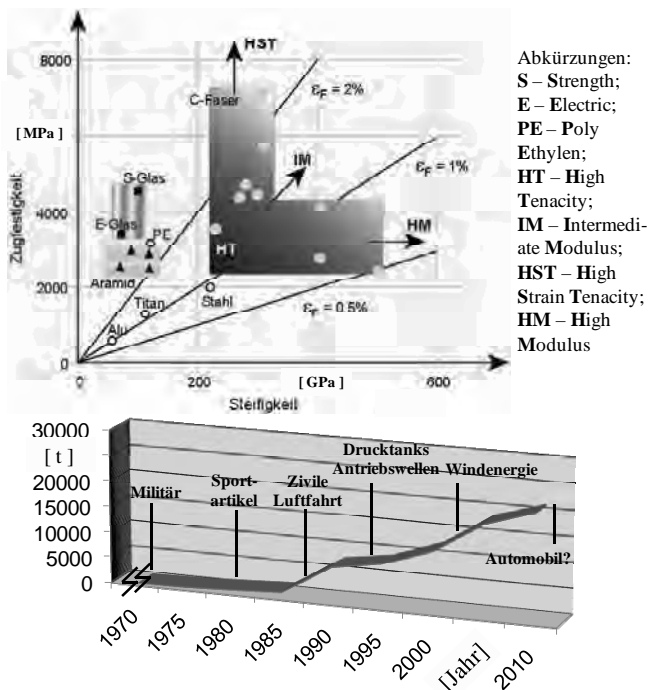 HST
8000
C-Faser
εF = 2%
[ MPa ]
IM
εF = 1%
S-Glas
Zugfestigkeit
4000
E-Glas
PE
HT
HM
Aramid
2000
Titan
Stahl
εF = 0.5%
Alu
0
0
200
[ GPa ]
600
Steifigkeit
Abkürzungen:
S – Strength;
E – Electric;
PE – Poly
Ethylen;
HT – High
Tenacity;
IM – Intermedi-
ate Modulus;
HST – High
Strain Tenacity;
HM – High
Modulus
30000
[ t ]
20000
15000
10000
5000
0
Militär
Sport-
artikel
Zivile
Luftfahrt
Drucktanks
Antriebswellen
Windenergie
Automobil?
1970
1975
1980
1985
1990
1995
2000
[Jahr]
2010